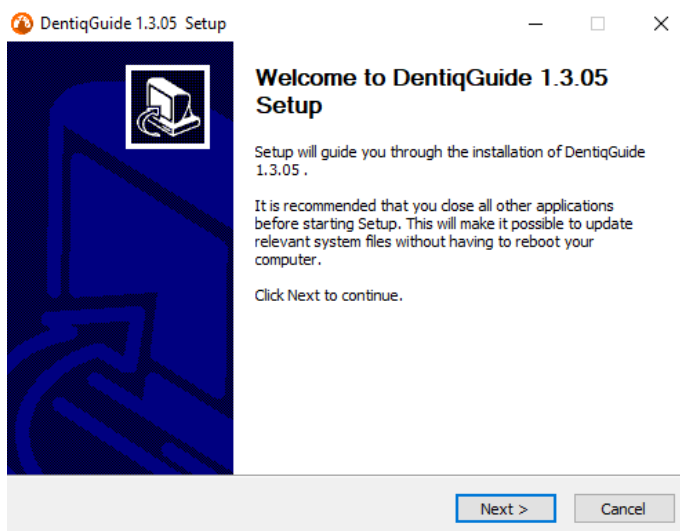 DentiqGuide 1.3.05 Setup
Welcome to DentiqGuide 1.3.05
Setup
Setup will guide you through the installation of DentiqGuide
1.3.05 .
It is recommended that you close all other applications
before starting Setup. This will make it possible to update
relevant system files without having to reboot your
computer.
Click Next to continue.
Next >
Cancel